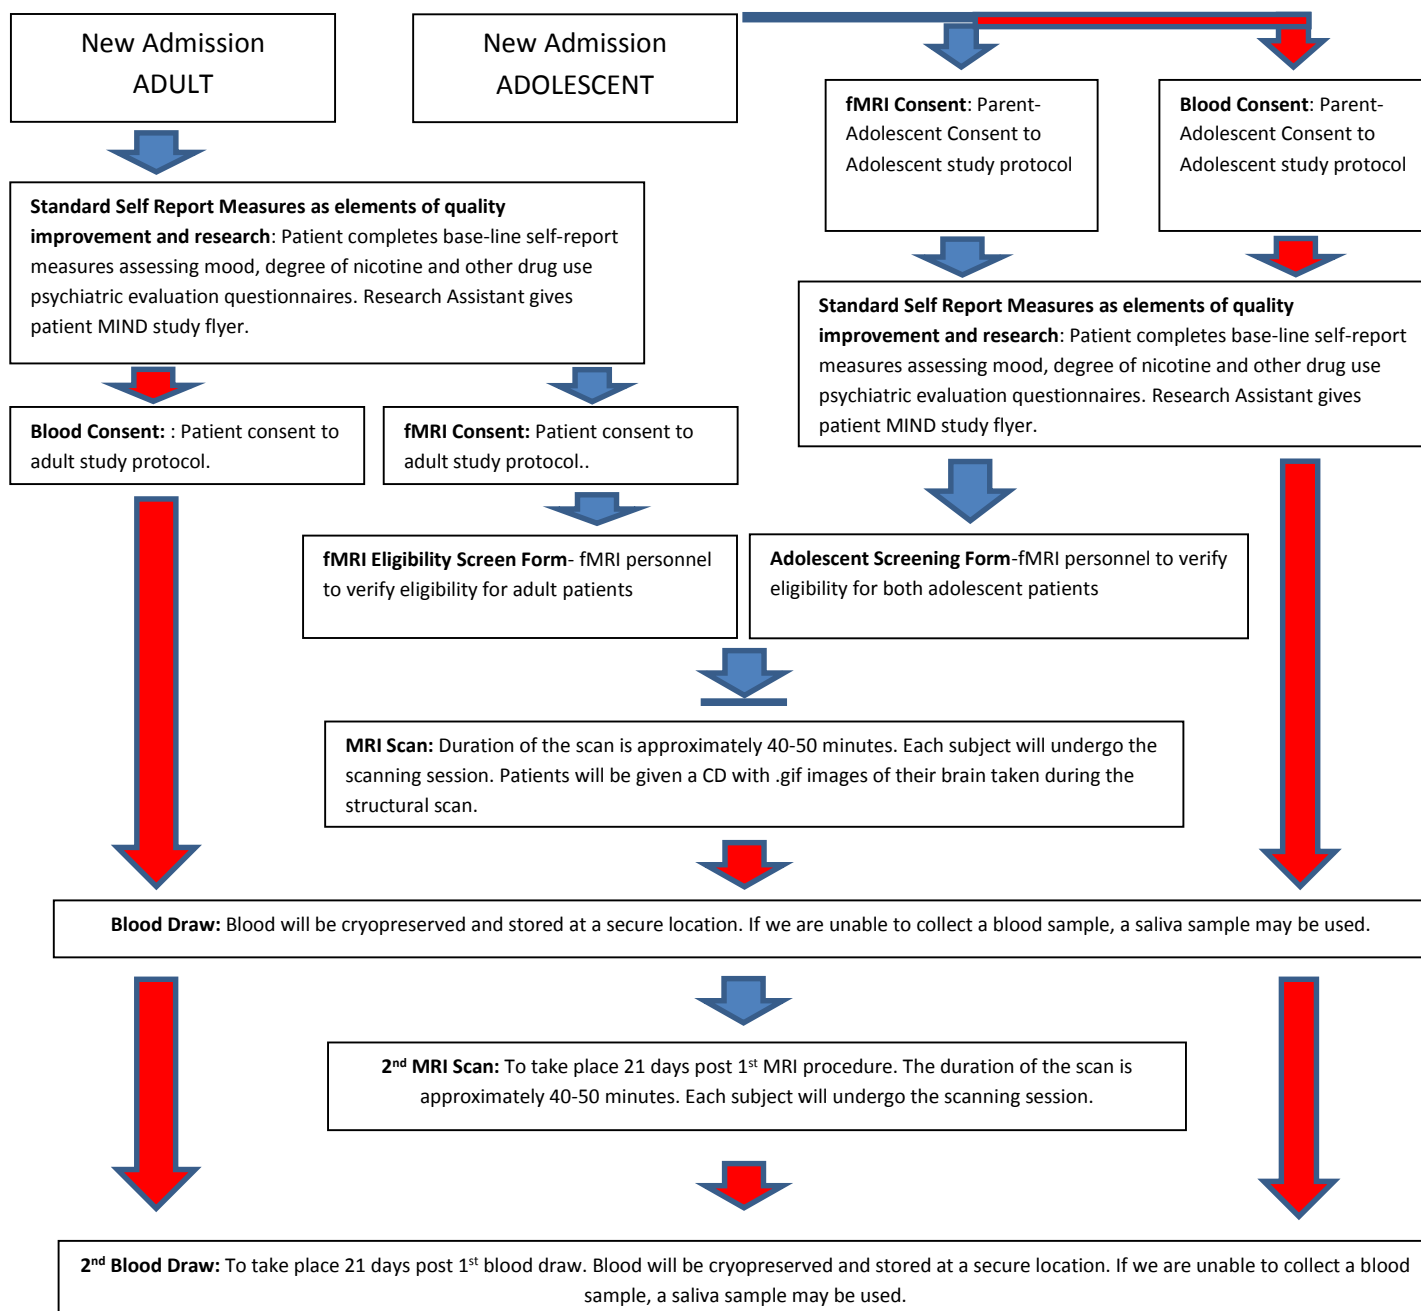 New Admission
ADULT
New Admission
ADOLESCENT
fMRI Consent: Parent-
Adolescent Consent to
Adolescent study protocol
Blood Consent: Parent-
Adolescent Consent to
Adolescent study protocol
Standard Self Report Measures as elements of quality
improvement and research: Patient completes base-line self-report
measures assessing mood, degree of nicotine and other drug use
psychiatric evaluation questionnaires. Research Assistant gives
patient MIND study flyer.
Standard Self Report Measures as elements of quality
improvement and research: Patient completes base-line self-report
measures assessing mood, degree of nicotine and other drug use
psychiatric evaluation questionnaires. Research Assistant gives
patient MIND study flyer.
Blood Consent: : Patient consent to
adult study protocol.
fMRI Consent: Patient consent to
adult study protocol..
fMRI Eligibility Screen Form- fMRI personnel
to verify eligibility for adult patients
Adolescent Screening Form-fMRI personnel to verify
eligibility for both adolescent patients
MRI Scan: Duration of the scan is approximately 40-50 minutes. Each subject will undergo the
scanning session. Patients will be given a CD with .gif images of their brain taken during the
structural scan.
Blood Draw: Blood will be cryopreserved and stored at a secure location. If we are unable to collect a blood sample, a saliva sample may be used.
2nd MRI Scan: To take place 21 days post 1st MRI procedure. The duration of the scan is
approximately 40-50 minutes. Each subject will undergo the scanning session.
2nd Blood Draw: To take place 21 days post 1st blood draw. Blood will be cryopreserved and stored at a secure location. If we are unable to collect a blood
sample, a saliva sample may be used.